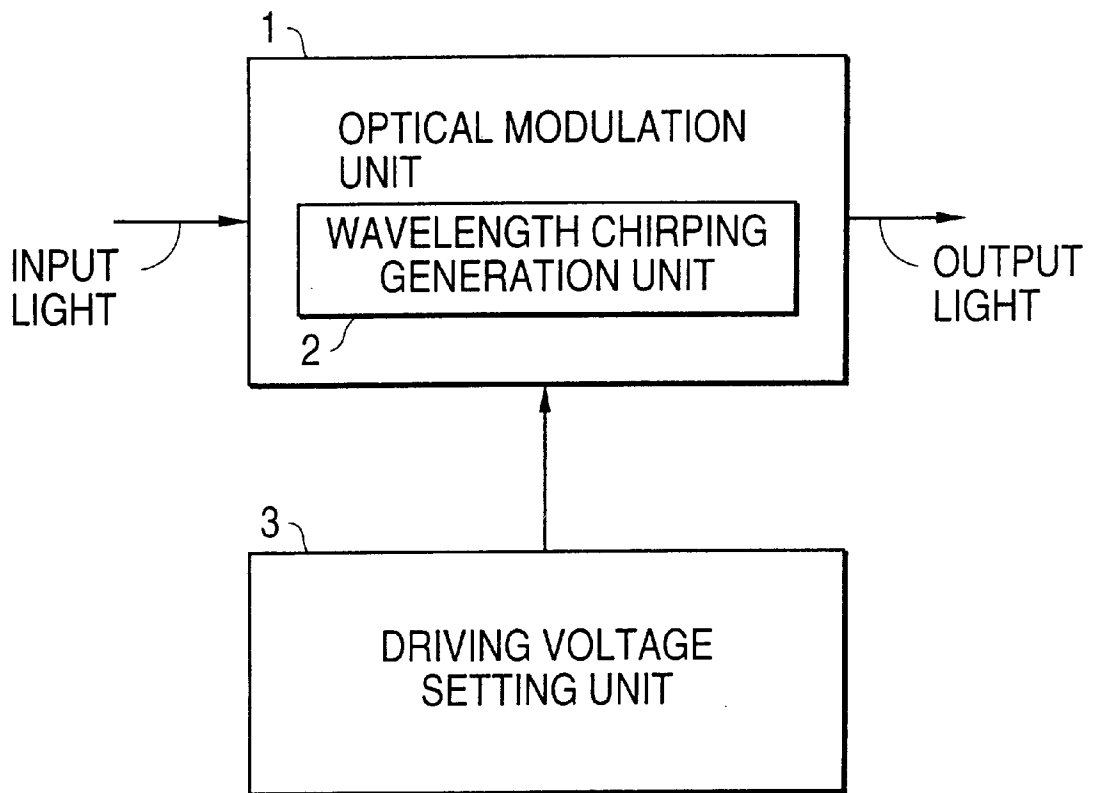 1
OPTICAL MODULATION
UNIT
WAVELENGTH CHIRPING
GENERATION UNIT
2
INPUT
LIGHT
OUTPUT
LIGHT
3
DRIVING VOLTAGE
SETTING UNIT